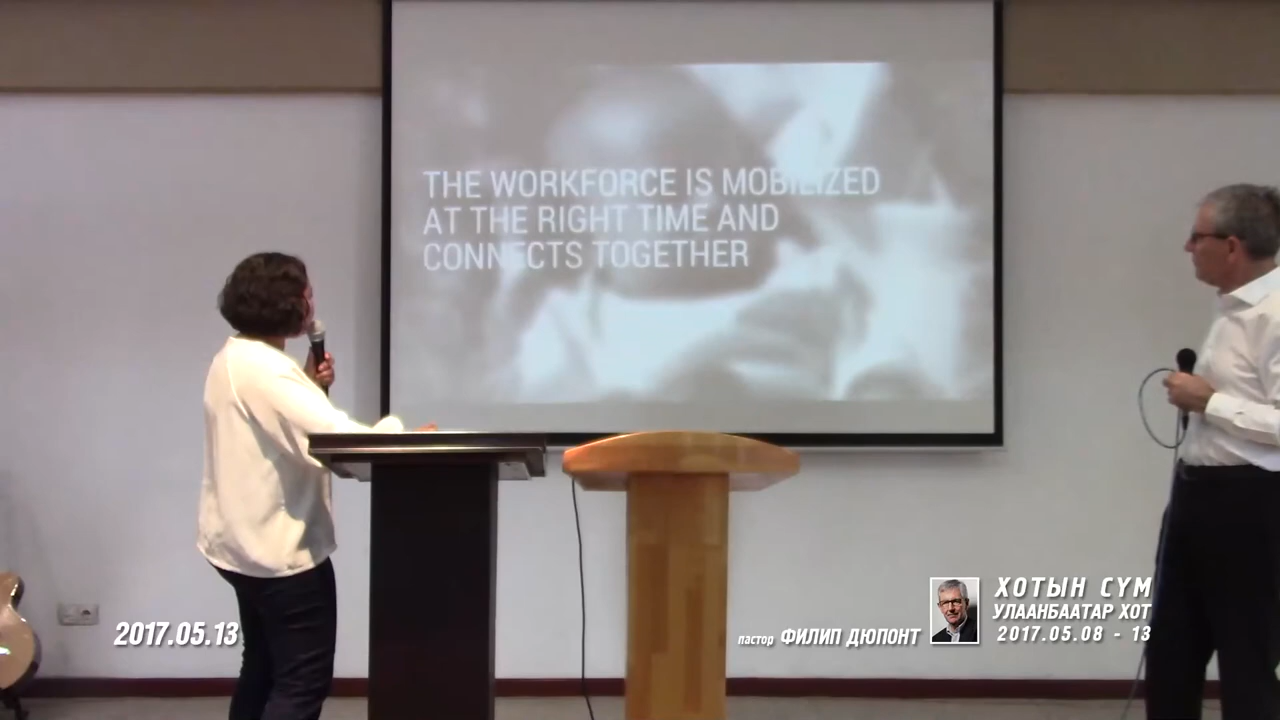 THE WORKFORCE IS MOBILIZED
AT THE RIGHT TIME AND
CONNECTS TOGETHER
2017.05.13
пастор ФИЛИП ДЮПОНТ
ХОТЫН СҮМ
УЛААНБААТАР ХОТ
2017.05.08 - 13